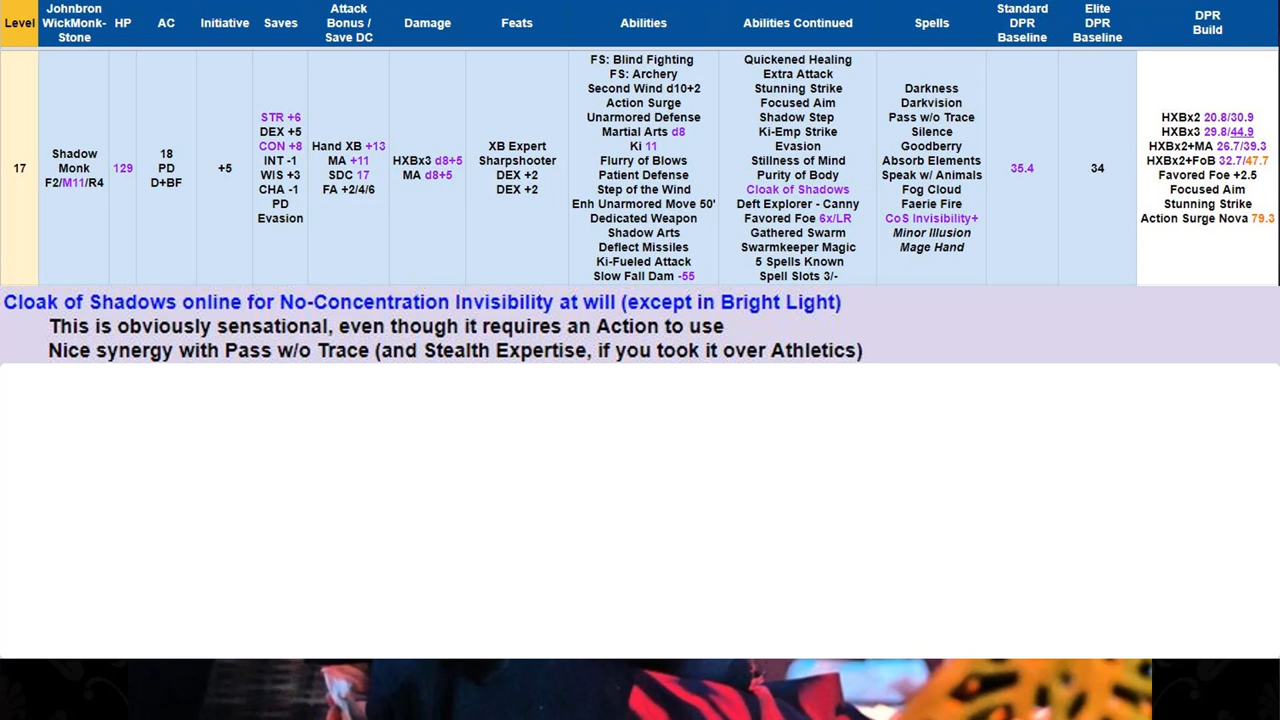 Level
Johnbron
WickMonk-
Stone
HP
AC
Initiative
Saves
Attack
Bonus /
Save DC
Damage
Feats
Abilities
Abilities Continued
Spells
Standard
DPR
Baseline
Elite
DPR
Baseline
DPR
Build
17
Shadow
Monk
F2/M11/R4
129
18
PD
D+BF
+5
STR +6
DEX +5
CON +8
INT -1
WIS +3
CHA -1
PD
Evasion
Hand XB +13
MA +11
SDC 17
FA +2/4/6
HXBx3 d8+5
MA d8+5
XB Expert
Sharpshooter
DEX +2
DEX +2
FS: Blind Fighting
FS: Archery
Second Wind d10+2
Action Surge
Unarmored Defense
Martial Arts d8
Ki 11
Flurry of Blows
Patient Defense
Step of the Wind
Enh Unarmored Move 50'
Dedicated Weapon
Shadow Arts
Deflect Missiles
Ki-Fueled Attack
Slow Fall Dam -55
Quickened Healing
Extra Attack
Stunning Strike
Focused Aim
Shadow Step
Ki-Emp Strike
Evasion
Stillness of Mind
Purity of Body
Cloak of Shadows
Deft Explorer - Canny
Favored Foe 6x/LR
Gathered Swarm
Swarmkeeper Magic
5 Spells Known
Spell Slots 3/-
Darkness
Darkvision
Pass w/o Trace
Silence
Goodberry
Absorb Elements
Speak w/ Animals
Fog Cloud
Faerie Fire
CoS Invisibility+
Minor Illusion
Mage Hand
35.4
34
HXBx2 20.8/30.9
HXBx3 29.8/44.9
HXBx2+MA 26.7/39.3
HXBx2+FoB 32.7/47.7
Favored Foe +2.5
Focused Aim
Stunning Strike
Action Surge Nova 79.3
Cloak of Shadows online for No-Concentration Invisibility at will (except in Bright Light)
This is obviously sensational, even though it requires an Action to use
Nice synergy with Pass w/o Trace (and Stealth Expertise, if you took it over Athletics)